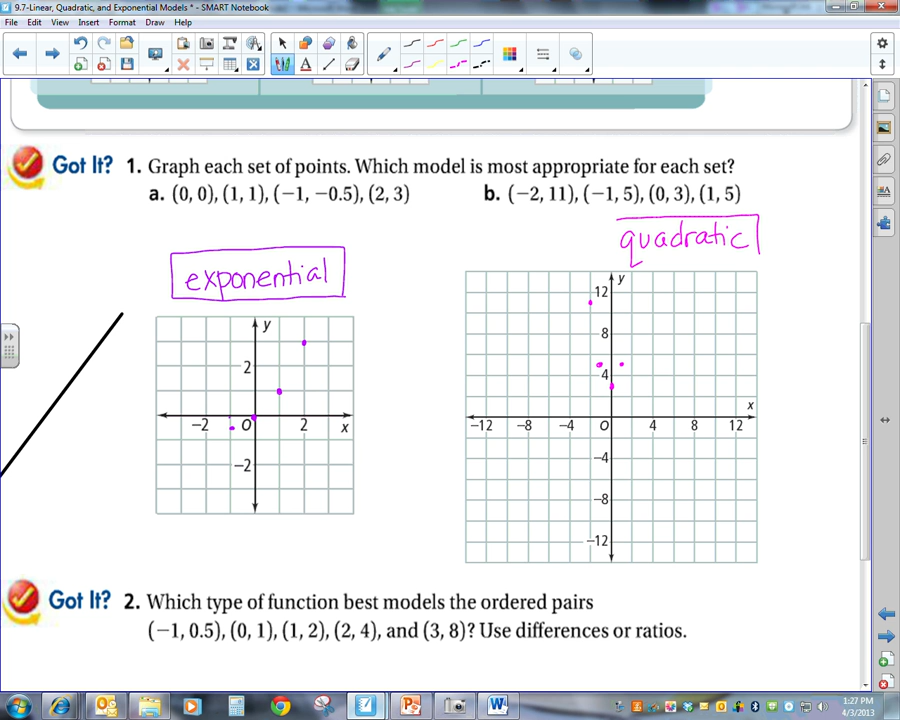 9.7-Linear, Quadratic, and Exponential Models * - SMART Notebook
File Edit View Insert Format Draw Help
Got It? 1. Graph each set of points. Which model is most appropriate for each set?
a. (0, 0), (1, 1), (−1, −0.5), (2, 3)
b. (−2, 11), (−1, 5), (0, 3), (1, 5)
exponential
quadratic
y
2
−2 O 2 x
−2
y
12
8
4
x
−12 −8 −4 O 4 8 12
−4
−8
−12
Got It? 2. Which type of function best models the ordered pairs
(−1, 0.5), (0, 1), (1, 2), (2, 4), and (3, 8)? Use differences or ratios.
1:27 PM
4/3/2013